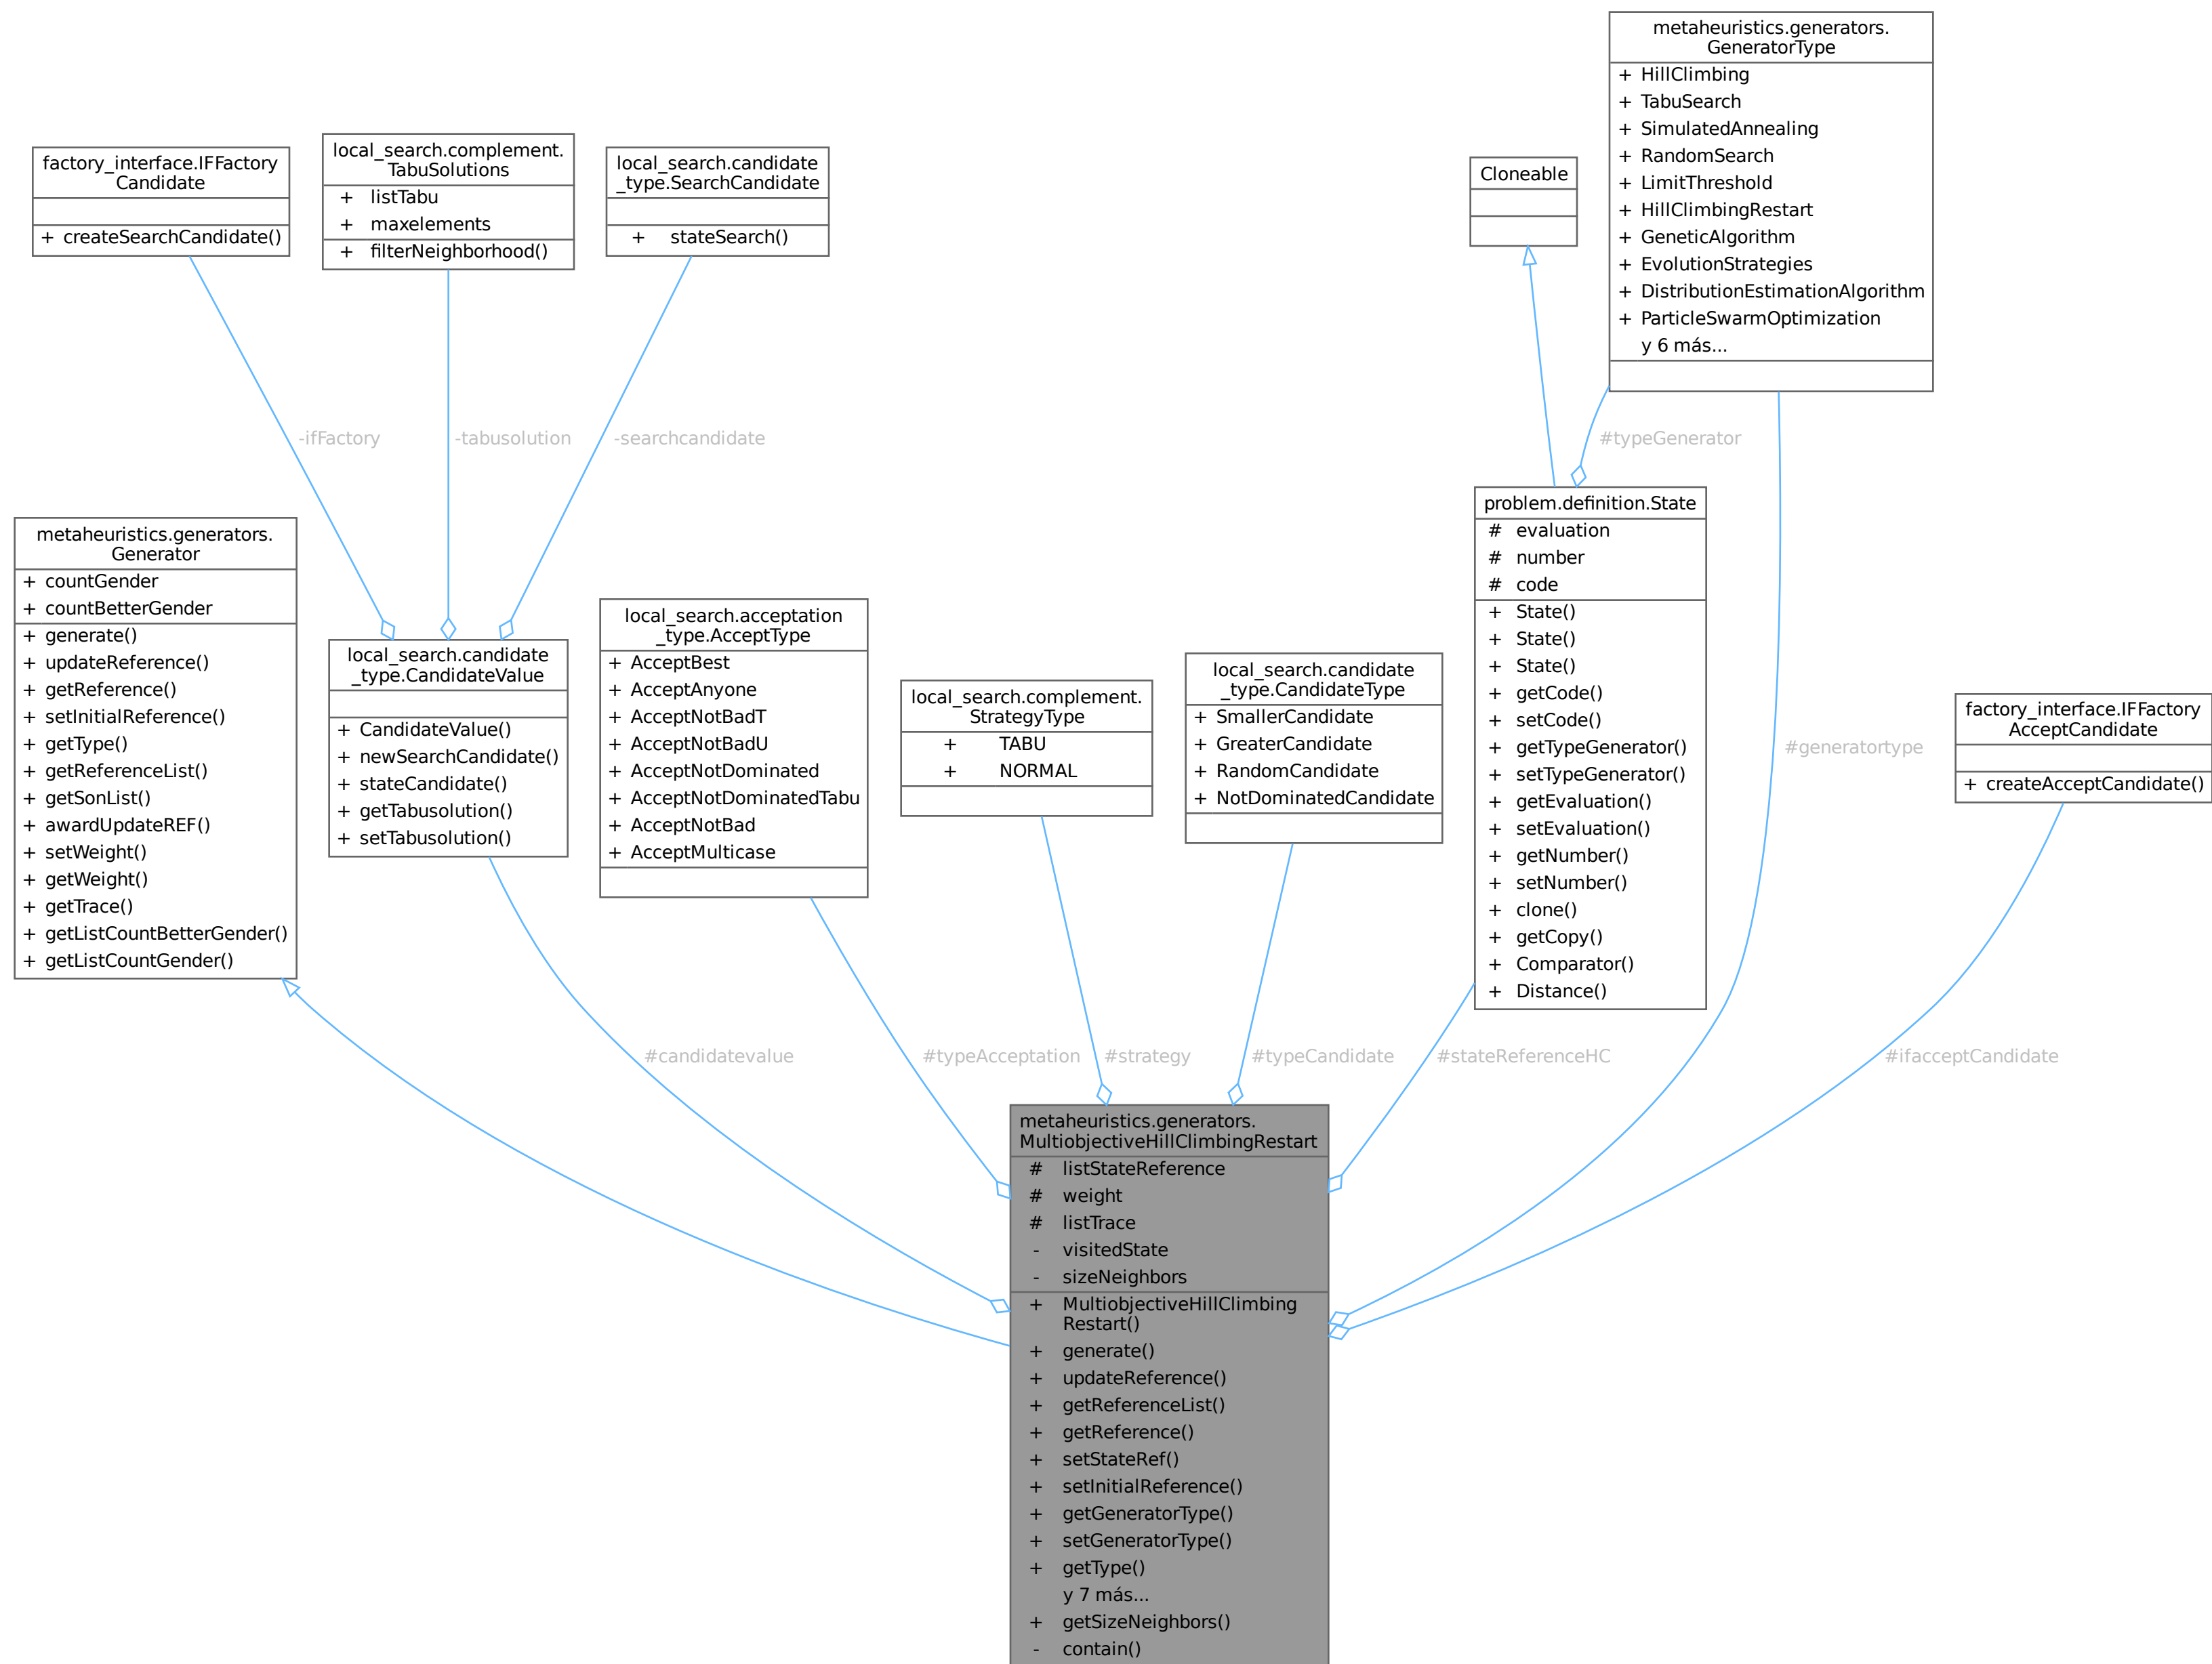 metaheuristics.generators.
GeneratorType
+ HillClimbing
+ TabuSearch
+ SimulatedAnnealing
+ RandomSearch
+ LimitThreshold
+ HillClimbingRestart
+ GeneticAlgorithm
+ EvolutionStrategies
+ DistributionEstimationAlgorithm
+ ParticleSwarmOptimization
y 6 más...
factory_interface.IFFactory
Candidate
+ createSearchCandidate()
local_search.complement.
TabuSolutions
+ listTabu
+ maxelements
+ filterNeighborhood()
local_search.candidate
_type.SearchCandidate
+ stateSearch()
Cloneable
-ifFactory
-tabusolution
-searchcandidate
#typeGenerator
metaheuristics.generators.
Generator
+ countGender
+ countBetterGender
+ generate()
+ updateReference()
+ getReference()
+ setInitialReference()
+ getType()
+ getReferenceList()
+ getSonList()
+ awardUpdateREF()
+ setWeight()
+ getWeight()
+ getTrace()
+ getListCountBetterGender()
+ getListCountGender()
local_search.candidate
_type.CandidateValue
+ CandidateValue()
+ newSearchCandidate()
+ stateCandidate()
+ getTabusolution()
+ setTabusolution()
local_search.acceptation
_type.AcceptType
+ AcceptBest
+ AcceptAnyone
+ AcceptNotBadT
+ AcceptNotBadU
+ AcceptNotDominated
+ AcceptNotDominatedTabu
+ AcceptNotBad
+ AcceptMulticase
local_search.complement.
StrategyType
+ TABU
+ NORMAL
local_search.candidate
_type.CandidateType
+ SmallerCandidate
+ GreaterCandidate
+ RandomCandidate
+ NotDominatedCandidate
problem.definition.State
# evaluation
# number
# code
+ State()
+ State()
+ State()
+ getCode()
+ setCode()
+ getTypeGenerator()
+ setTypeGenerator()
+ getEvaluation()
+ setEvaluation()
+ getNumber()
+ setNumber()
+ clone()
+ getCopy()
+ Comparator()
+ Distance()
#generatortype
factory_interface.IFFactory
AcceptCandidate
+ createAcceptCandidate()
#candidatevalue
#typeAcceptation
#strategy
#typeCandidate
#stateReferenceHC
#ifacceptCandidate
metaheuristics.generators.
MultiobjectiveHillClimbingRestart
# listStateReference
# weight
# listTrace
- visitedState
- sizeNeighbors
+ MultiobjectiveHillClimbing
Restart()
+ generate()
+ updateReference()
+ getReferenceList()
+ getReference()
+ setStateRef()
+ setInitialReference()
+ getGeneratorType()
+ setGeneratorType()
+ getType()
y 7 más...
+ getSizeNeighbors()
- contain()